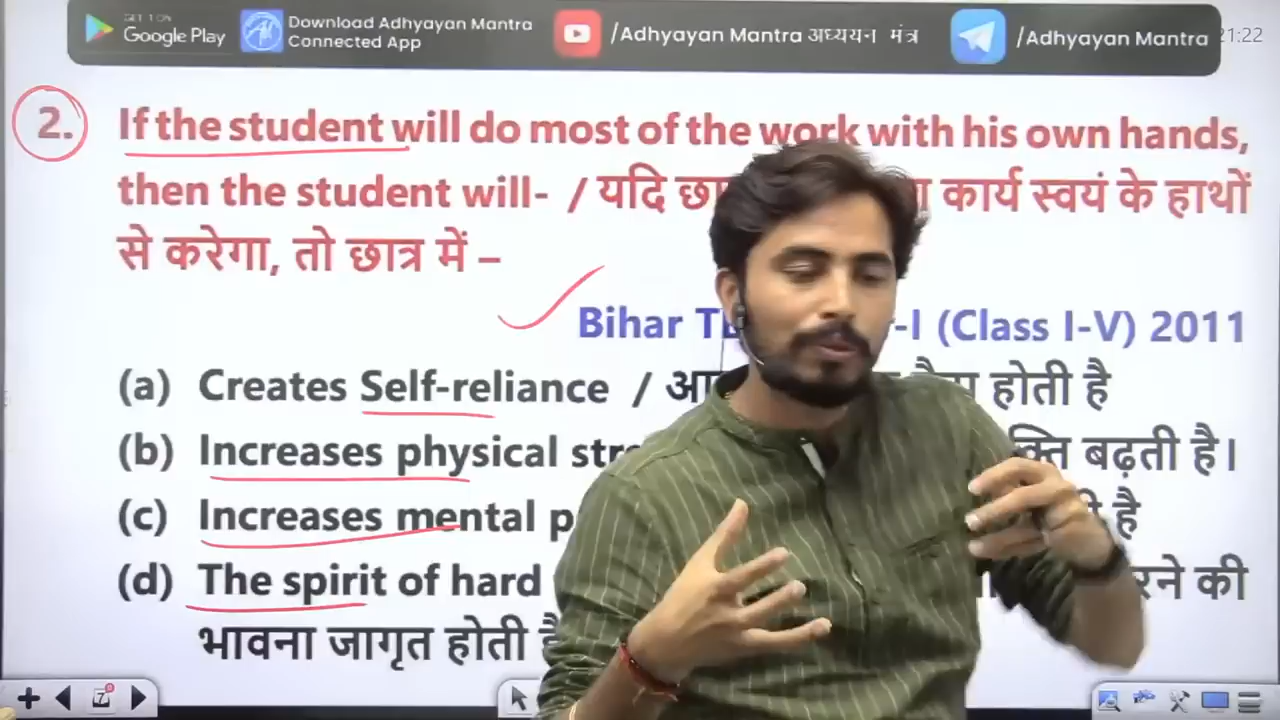 GET IT ON
Google Play
Download Adhyayan Mantra
Connected App
/Adhyayan Mantra अध्ययन मंत्र
/Adhyayan Mantra
21:22
2. If the student will do most of the work with his own hands,
then the student will- / यदि कार्य स्वयं के हाथों
से करेगा, तो छात्र में –
Bihar -I (Class I-V) 2011
(a) Creates Self-reliance / होती है
(b) Increases physical बढ़ती है।
(c) Increases mental है
(d) The spirit of hard की
भावना जागृत होती